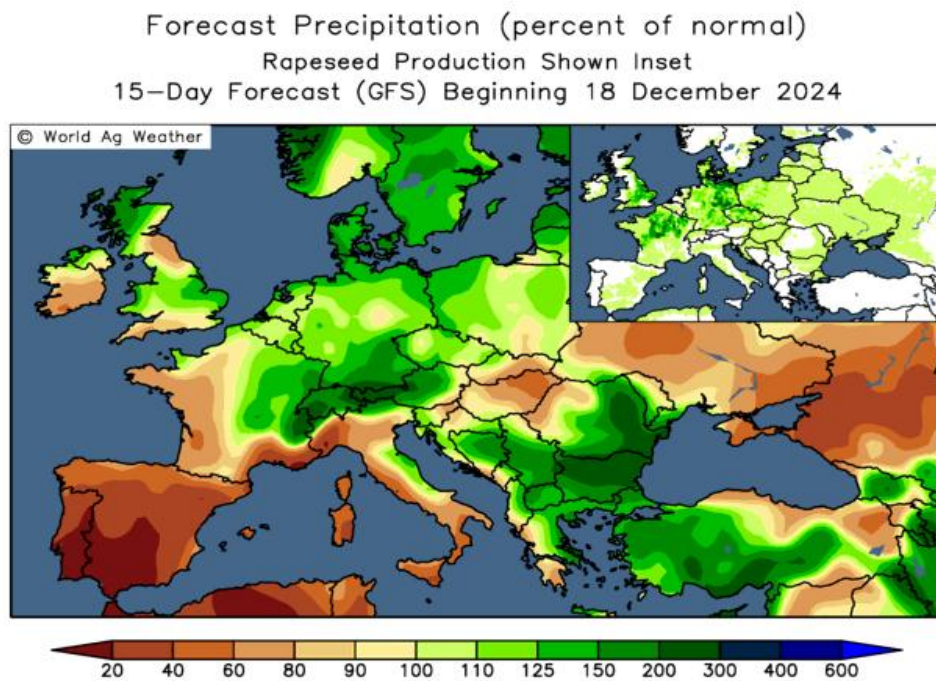 Forecast Precipitation (percent of normal)
Rapeseed Production Shown Inset
15-Day Forecast (GFS) Beginning 18 December 2024
© World Ag Weather
20 40 60 80 90 100 110 125 150 200 300 400 600